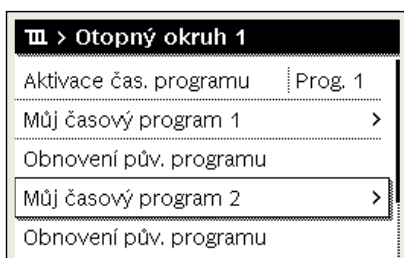 > Otopný okruh 1
Aktivace čas. programu Prog. 1
Můj časový program 1 >
Obnovení pův. programu
Můj časový program 2 >
Obnovení pův. programu